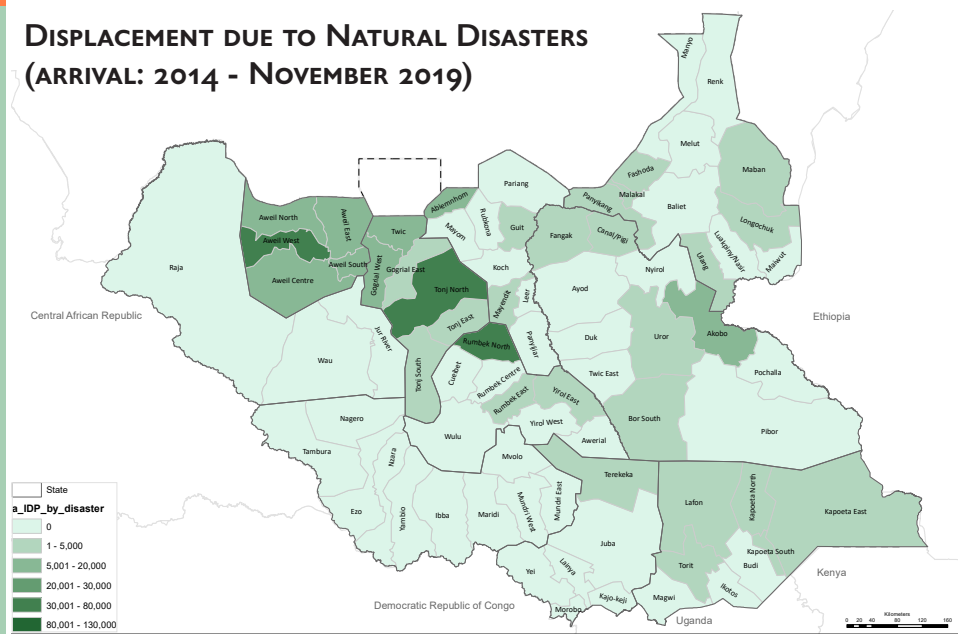 DISPLACEMENT DUE TO NATURAL DISASTERS
(ARRIVAL: 2014 - NOVEMBER 2019)
Manyo
Renk
Melut
Maban
Fashoda
Malakal
Panyikang
Baliet
Longochuk
Luakpiny/Nasir
Maiwut
Ulang
Pariang
Abiemnhom
Mayom
Rubkona
Guit
Fangak
Canal/Pigi
Nyirol
Koch
Leer
Mayendit
Panyijiar
Ayod
Duk
Uror
Akobo
Pochalla
Twic East
Bor South
Pibor
Raja
Aweil North
Aweil East
Aweil West
Aweil South
Aweil Centre
Twic
Gogrial West
Gogrial East
Tonj North
Tonj East
Tonj South
Rumbek North
Jur River
Wau
Cueibet
Rumbek Centre
Rumbek East
Yirol East
Yirol West
Awerial
Wulu
Nagero
Tambura
Nzara
Ezo
Yambio
Ibba
Maridi
Mvolo
Mundri West
Mundri East
Terekeka
Juba
Yei
Lainya
Morobo
Kajo-keji
Lafon
Torit
Magwi
Ikotos
Kapoeta North
Kapoeta East
Kapoeta South
Budi
Central African Republic
Ethiopia
Kenya
Uganda
Democratic Republic of Congo
State
a_IDP_by_disaster
0
1 - 5,000
5,001 - 20,000
20,001 - 30,000
30,001 - 80,000
80,001 - 130,000
Kilometers
0 20 40 80 120 160